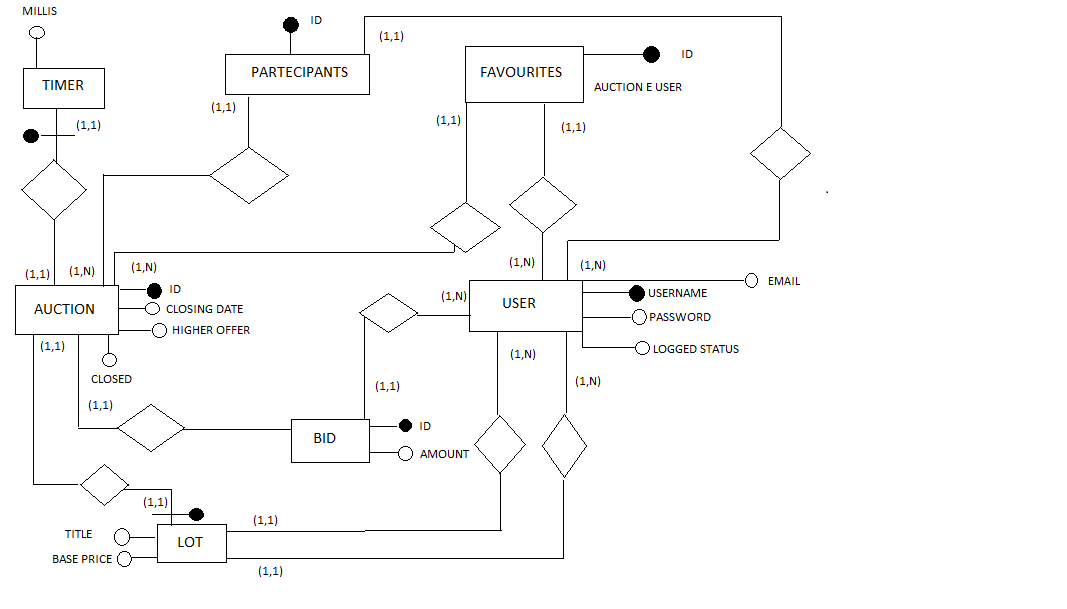 MILLIS
ID
(1,1)
PARTECIPANTS
FAVOURITES
ID
TIMER
AUCTION E USER
(1,1)
(1,1)
(1,1)
(1,1)
(1,1)
(1,N)
(1,N)
(1,N)
(1,N)
EMAIL
AUCTION
ID
CLOSING DATE
HIGHER OFFER
(1,N)
USER
USERNAME
PASSWORD
LOGGED STATUS
(1,1)
CLOSED
(1,N)
(1,N)
(1,1)
(1,1)
BID
ID
AMOUNT
(1,1)
(1,1)
TITLE
LOT
BASE PRICE
(1,1)